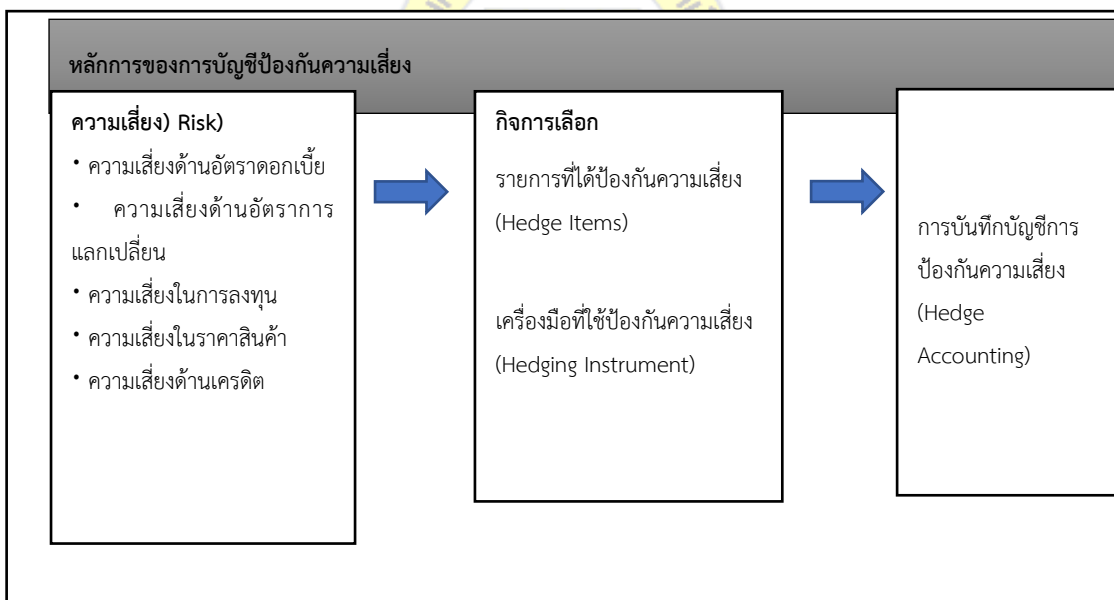 หลักการของการบัญชีป้องกันความเสี่ยง
ความเสี่ยง) Risk)
• ความเสี่ยงด้านอัตราดอกเบี้ย
• ความเสี่ยงด้านอัตราการ
แลกเปลี่ยน
• ความเสี่ยงในการลงทุน
• ความเสี่ยงในราคาสินค้า
• ความเสี่ยงด้านเครดิต
กิจการเลือก
รายการที่ได้ป้องกันความเสี่ยง
(Hedge Items)
เครื่องมือที่ใช้ป้องกันความเสี่ยง
(Hedging Instrument)
การบันทึกบัญชีการ
ป้องกันความเสี่ยง
(Hedge
Accounting)